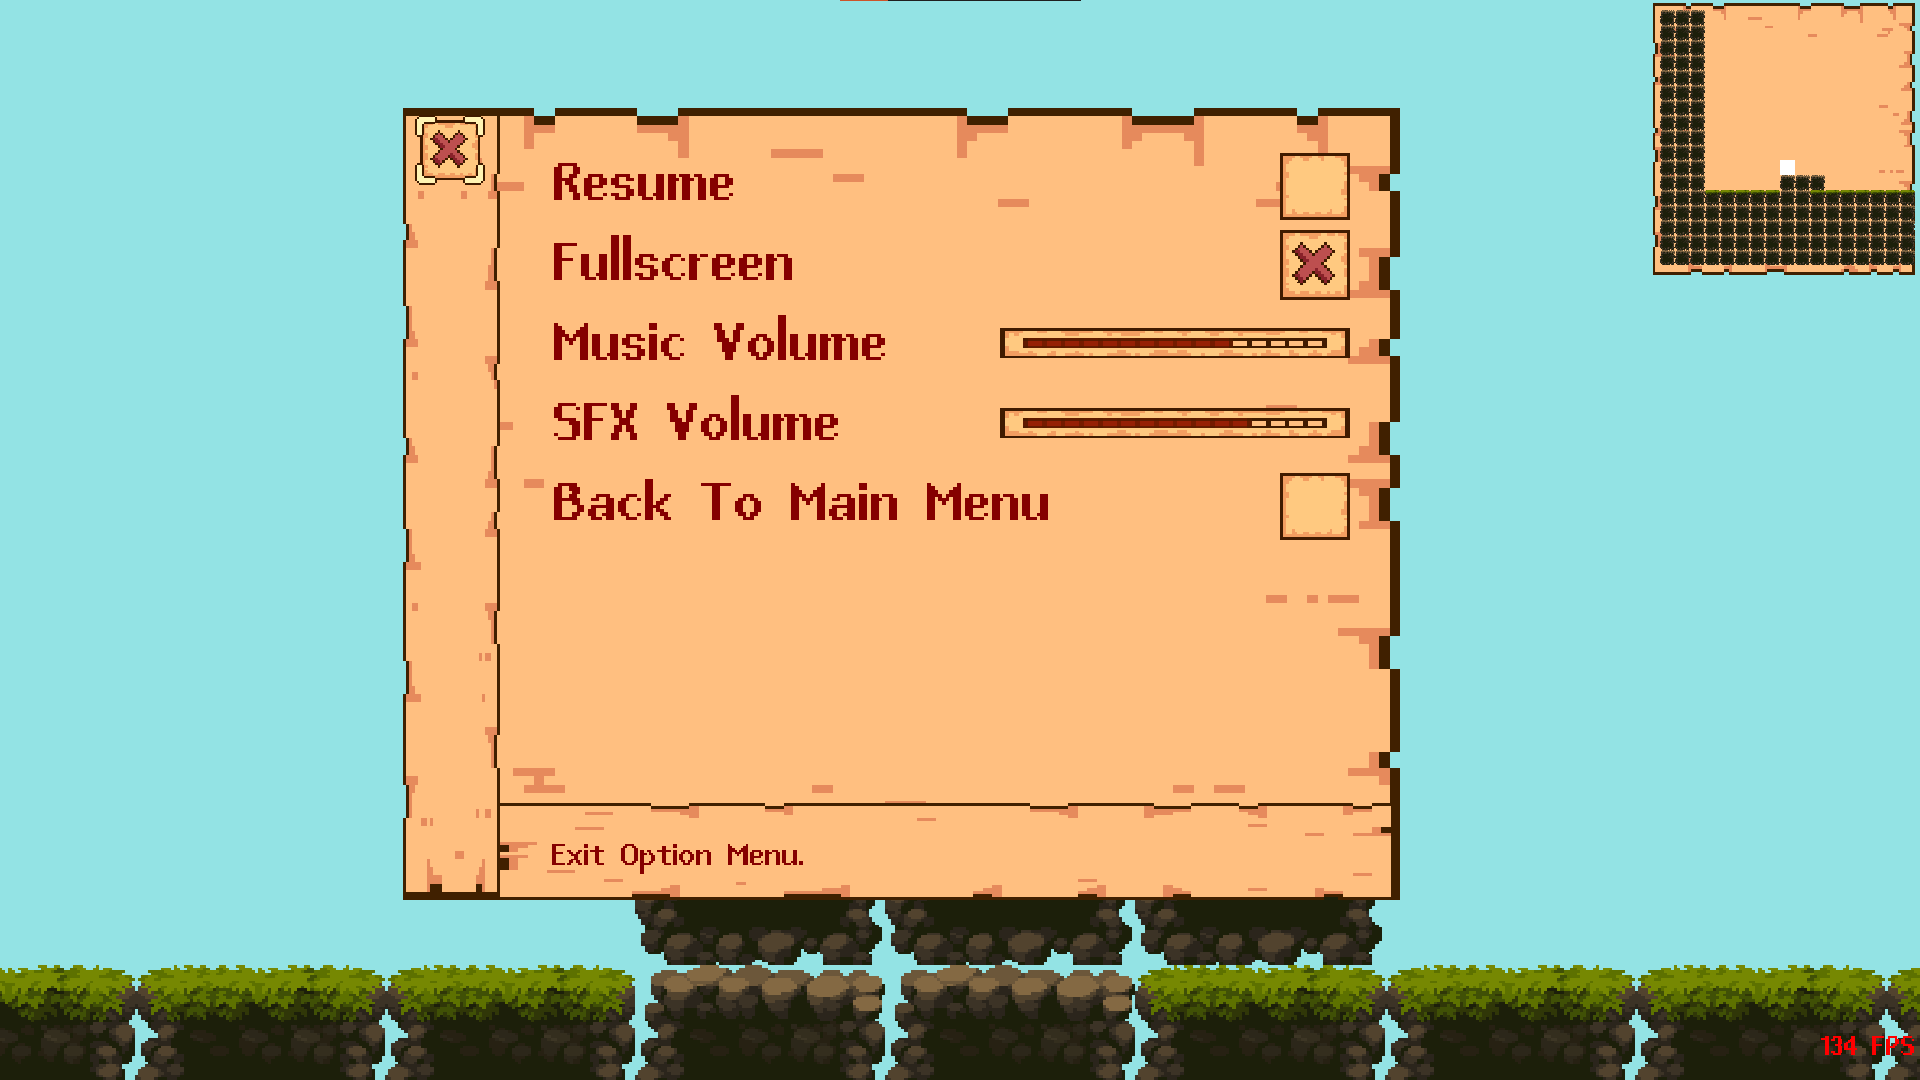 Resume
Fullscreen
Music Volume
SFX Volume
Back To Main Menu
Exit Option Menu.
134 FPS